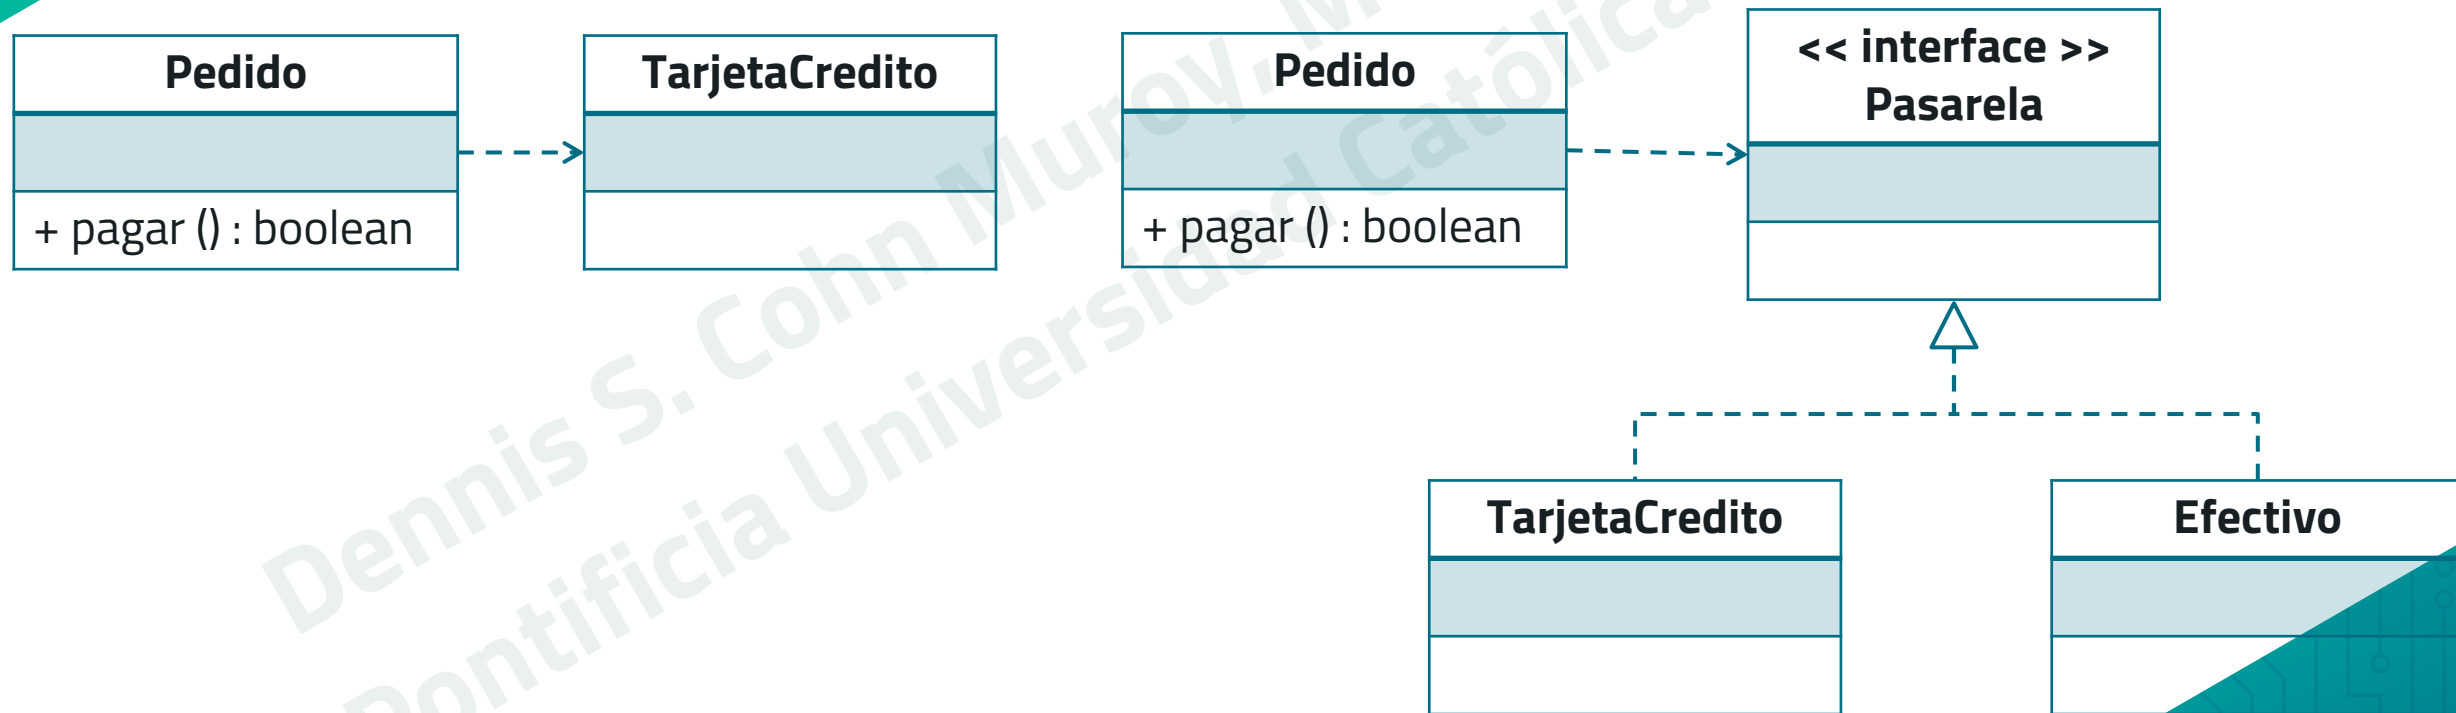 Pedido
+ pagar () : boolean
TarjetaCredito
Pedido
+ pagar () : boolean
<< interface >>
Pasarela
TarjetaCredito
Efectivo
Dennis S. Cohn Muroy,
Pontificia Universidad Católica